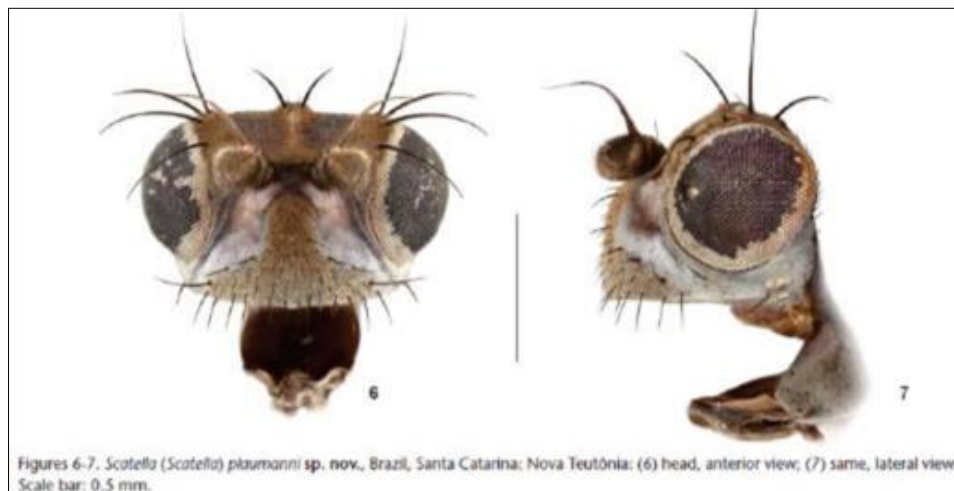 6
7
Figures 6-7. Scatella (Scatella) plaumanni sp. nov., Brazil, Santa Catarina: Nova Teutônia: (6) head, anterior view; (7) same, lateral view
Scale bar: 0.5 mm.